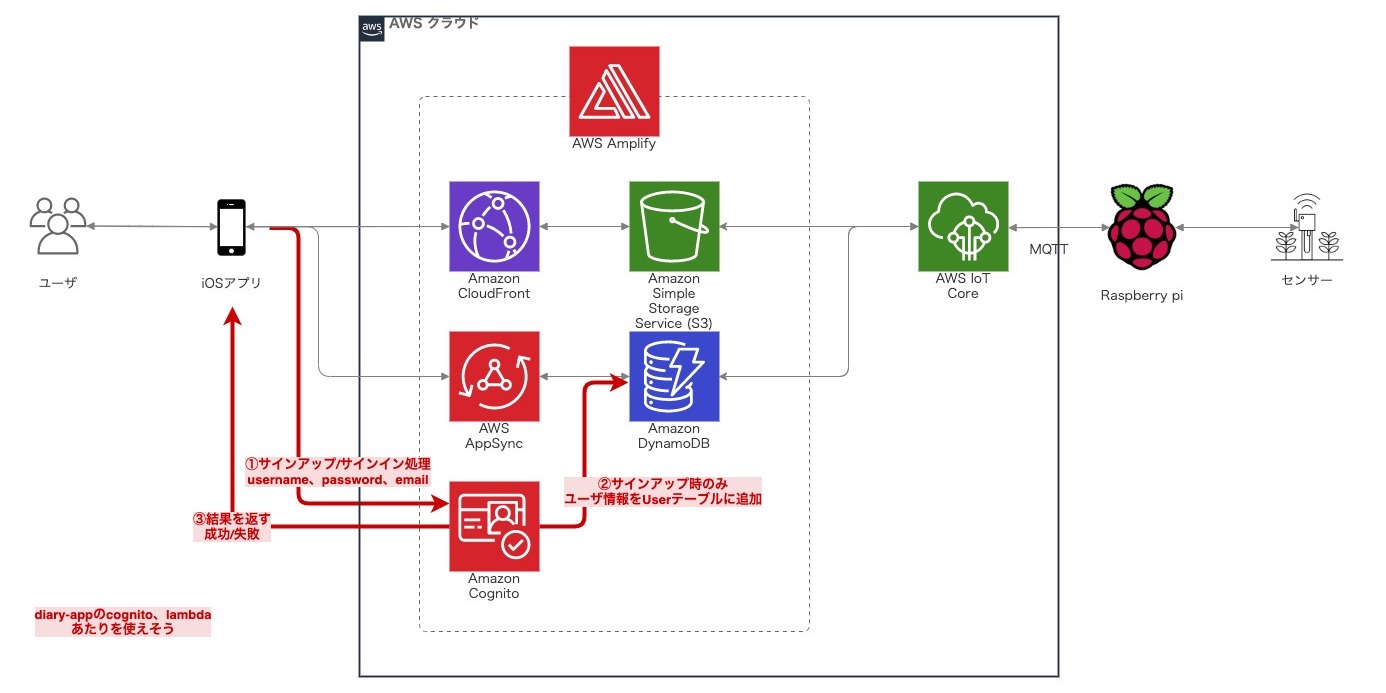 aws
AWS クラウド
AWS Amplify
ユーザ
iOSアプリ
Amazon
CloudFront
Amazon
Simple
Storage
Service (S3)
AWS IoT
Core
MQTT
Raspberry pi
センサー
AWS
AppSync
Amazon
DynamoDB
①サインアップ/サインイン処理
username、password、email
②サインアップ時のみ
ユーザ情報をUserテーブルに追加
③結果を返す
成功/失敗
Amazon
Cognito
diary-appのcognito、lambda
あたりを使えそう